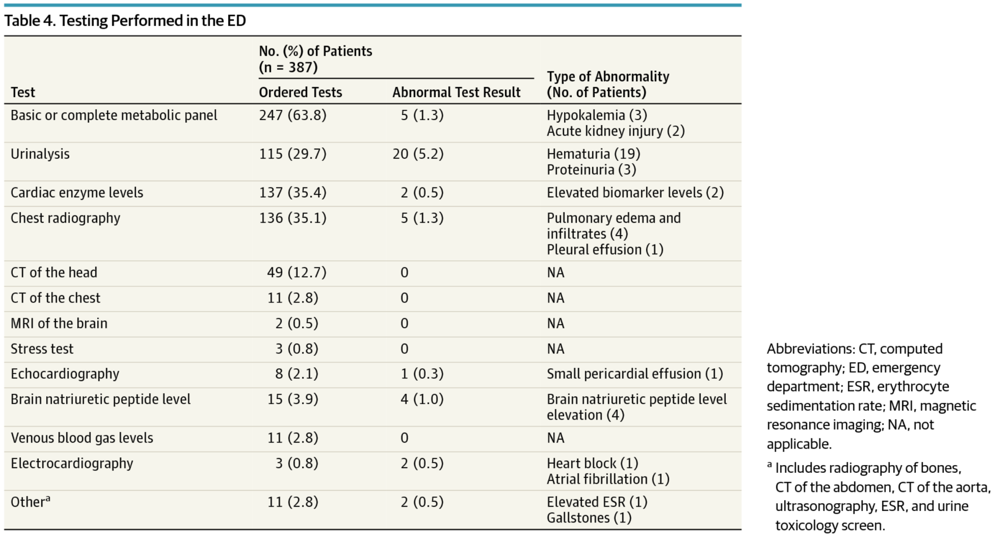 Table 4. Testing Performed in the ED
No. (%) of Patients
(n = 387)
Type of Abnormality
(No. of Patients)
Test Ordered Tests Abnormal Test Result
Basic or complete metabolic panel 247 (63.8) 5 (1.3) Hypokalemia (3)
Acute kidney injury (2)
Urinalysis 115 (29.7) 20 (5.2) Hematuria (19)
Proteinuria (3)
Cardiac enzyme levels 137 (35.4) 2 (0.5) Elevated biomarker levels (2)
Chest radiography 136 (35.1) 5 (1.3) Pulmonary edema and
infiltrates (4)
Pleural effusion (1)
CT of the head 49 (12.7) 0 NA
CT of the chest 11 (2.8) 0 NA
MRI of the brain 2 (0.5) 0 NA
Stress test 3 (0.8) 0 NA
Echocardiography 8 (2.1) 1 (0.3) Small pericardial effusion (1)
Brain natriuretic peptide level 15 (3.9) 4 (1.0) Brain natriuretic peptide level
elevation (4)
Venous blood gas levels 11 (2.8) 0 NA
Electrocardiography 3 (0.8) 2 (0.5) Heart block (1)
Atrial fibrillation (1)
Other^a 11 (2.8) 2 (0.5) Elevated ESR (1)
Gallstones (1)
Abbreviations: CT, computed
tomography; ED, emergency
department; ESR, erythrocyte
sedimentation rate; MRI, magnetic
resonance imaging; NA, not
applicable.
^a Includes radiography of bones,
CT of the abdomen, CT of the aorta,
ultrasonography, ESR, and urine
toxicology screen.